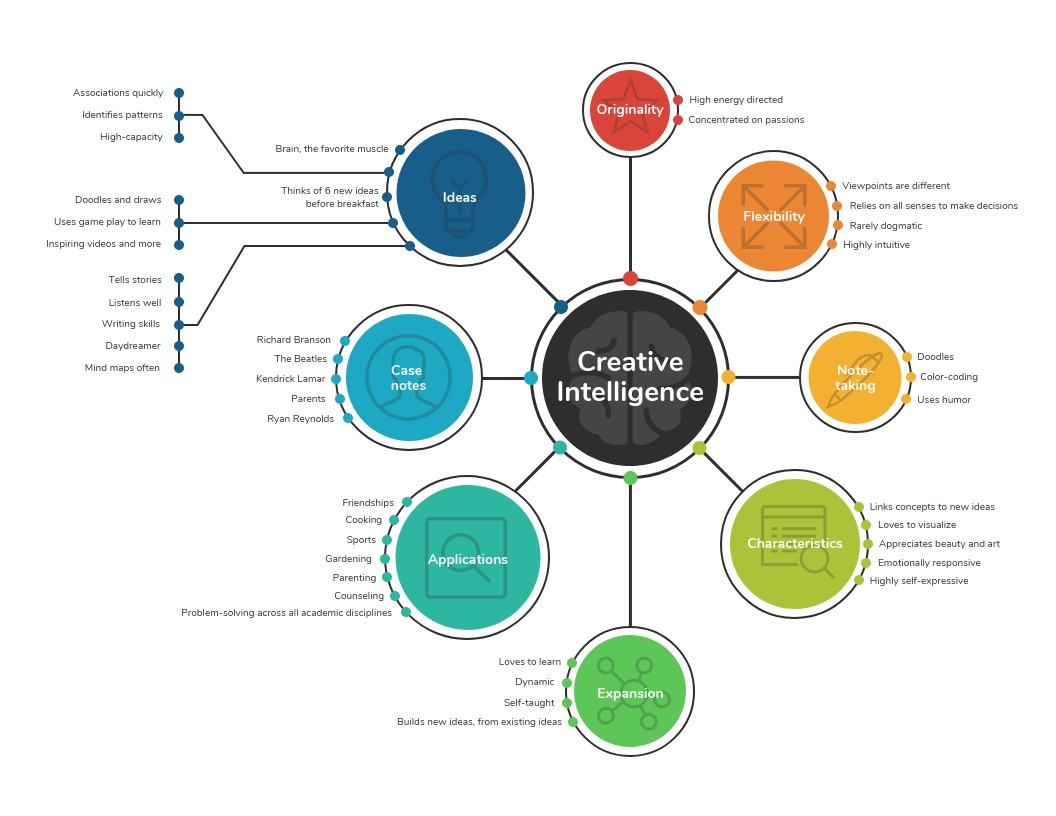 Creative
Intelligence
Originality
High energy directed
Concentrated on passions
Flexibility
Viewpoints are different
Relies on all senses to make decisions
Rarely dogmatic
Highly intuitive
Note-
taking
Doodles
Color-coding
Uses humor
Characteristics
Links concepts to new ideas
Loves to visualize
Appreciates beauty and art
Emotionally responsive
Highly self-expressive
Expansion
Loves to learn
Dynamic
Self-taught
Builds new ideas, from existing ideas
Applications
Friendships
Cooking
Sports
Gardening
Parenting
Counseling
Problem-solving across all academic disciplines
Case
notes
Richard Branson
The Beatles
Kendrick Lamar
Parents
Ryan Reynolds
Ideas
Brain, the favorite muscle
Thinks of 6 new ideas
before breakfast
Associations quickly
Identifies patterns
High-capacity
Doodles and draws
Uses game play to learn
Inspiring videos and more
Tells stories
Listens well
Writing skills
Daydreamer
Mind maps often